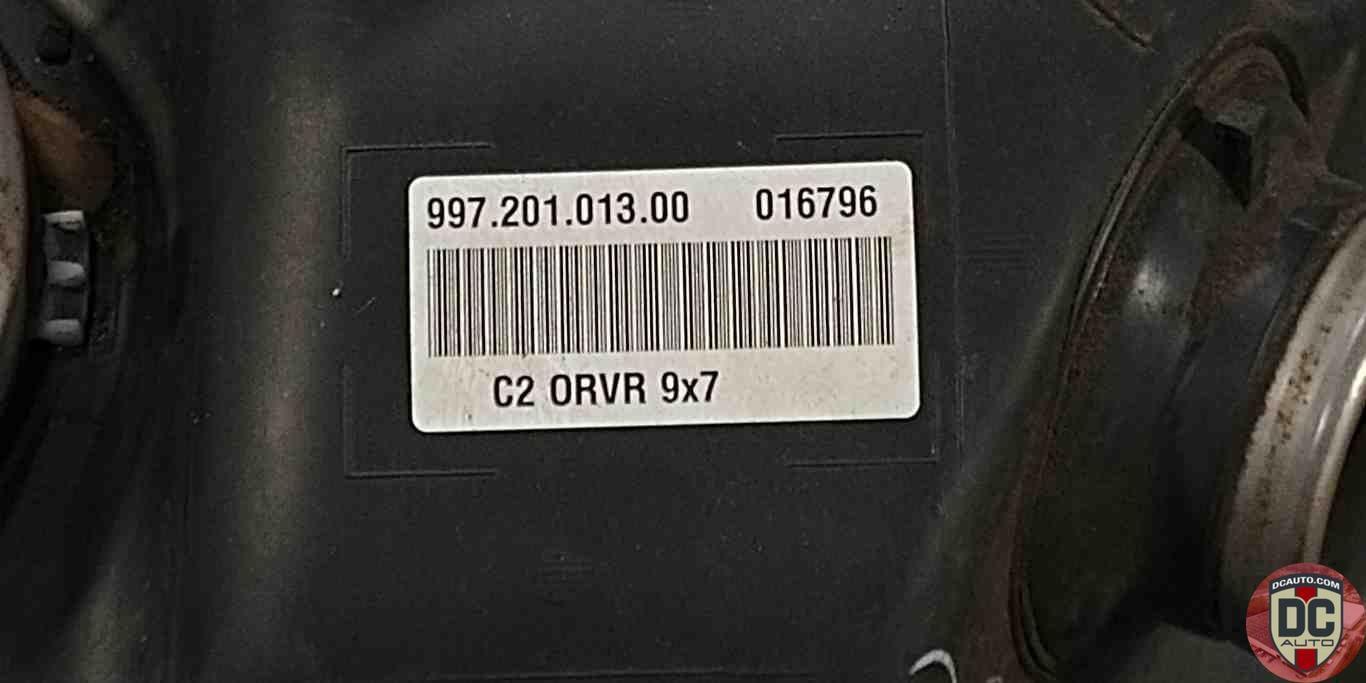 997.201.013.00 016796
C2 ORVR 9x7
DCAUTO.COM
DC
AUTO